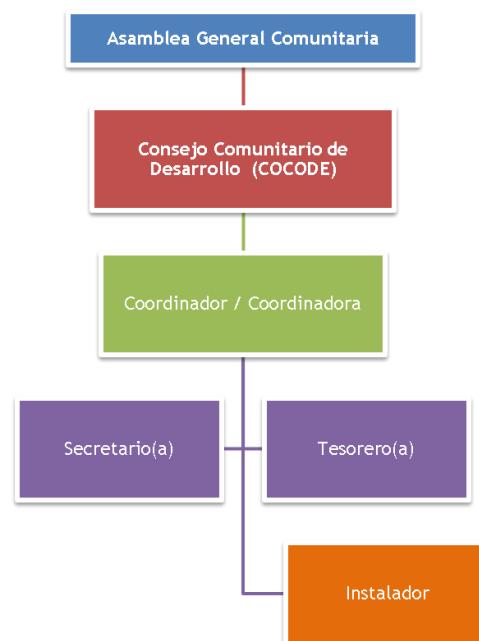 Asamblea General Comunitaria
Consejo Comunitario de
Desarrollo (COCODE)
Coordinador / Coordinadora
Secretario(a)
Tesorero(a)
Instalador